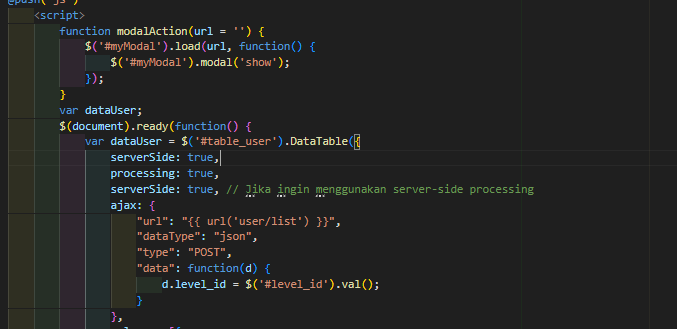 @push('js')
<script>
function modalAction(url = '') {
$('#myModal').load(url, function() {
$('#myModal').modal('show');
});
}
var dataUser;
$(document).ready(function() {
var dataUser = $('#table_user').DataTable({
serverSide: true,
processing: true,
serverSide: true, // Jika ingin menggunakan server-side processing
ajax: {
"url": "{{ url('user/list') }}",
"dataType": "json",
"type": "POST",
"data": function(d) {
d.level_id = $('#level_id').val();
}
},